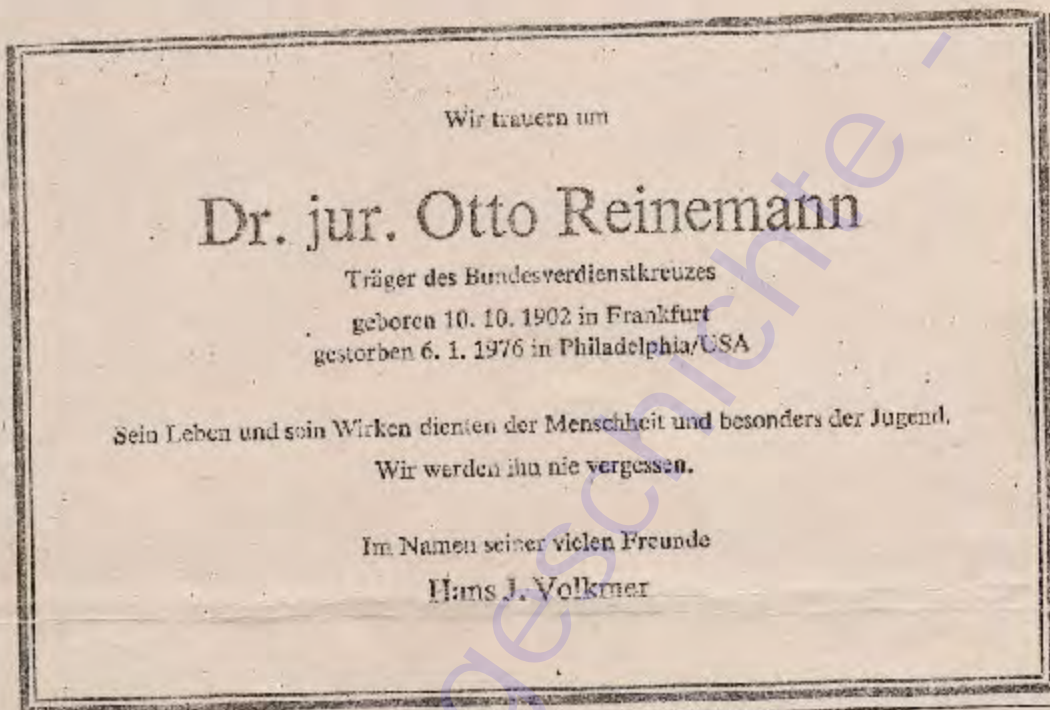 Wir trauern um
Dr. jur. Otto Reinemann
Träger des Bundesverdienstkreuzes
geboren 10. 10. 1902 in Frankfurt
gestorben 6. 1. 1976 in Philadelphia/USA
Sein Leben und sein Wirken dienten der Menschheit und besonders der Jugend.
Wir werden ihn nie vergessen.
Im Namen seiner vielen Freunde
Hans J. Volkmer
geschichte -